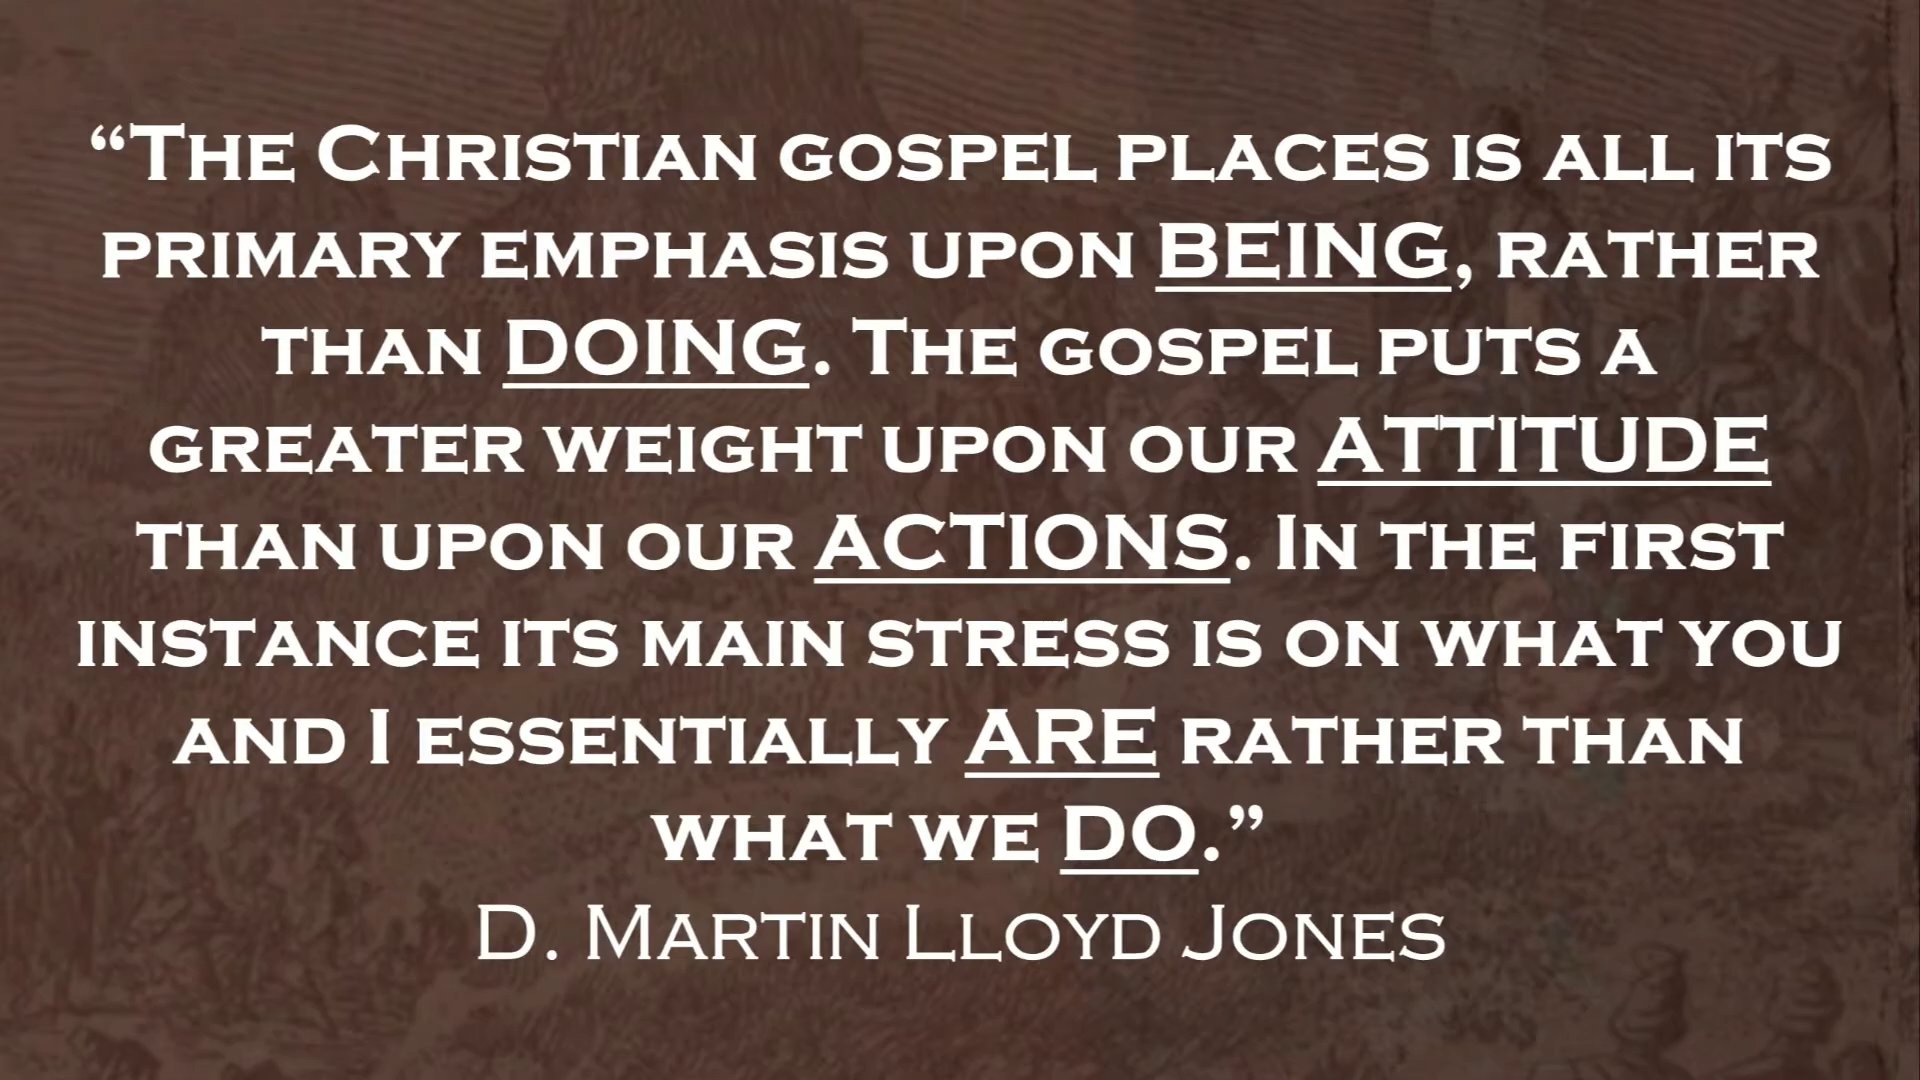 “The Christian gospel places is all its
primary emphasis upon BEING, rather
than DOING. The gospel puts a
greater weight upon our ATTITUDE
than upon our ACTIONS. In the first
instance its main stress is on what you
and I essentially ARE rather than
what we DO.”
D. Martin Lloyd Jones